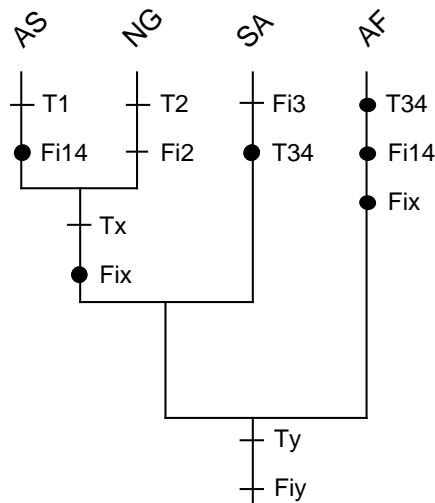 AS NG SA AF
T1 T2 Fi3 T34
Fi14 Fi2 T34 Fi14
Fix
Tx
Fix
Ty
Fiy